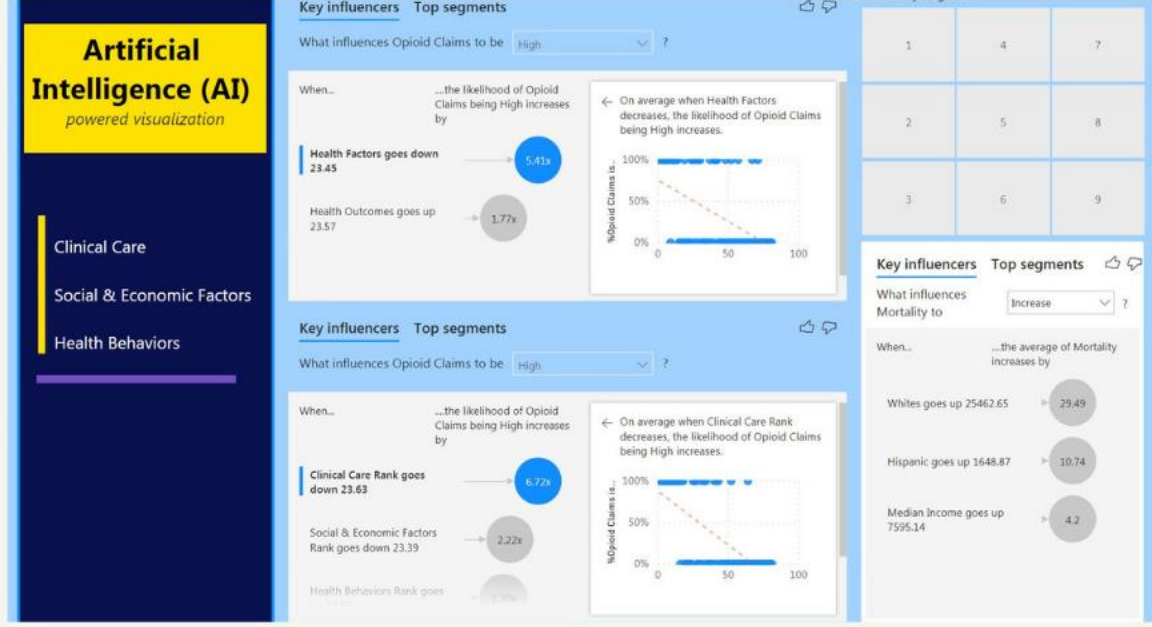 Artificial
Intelligence (AI)
powered visualization
Clinical Care
Social & Economic Factors
Health Behaviors
Key influencers Top segments
What influences Opioid Claims to be High ?
When...
....the likelihood of Opioid
Claims being High increases
by
Health Factors goes down
23.45
5.41x
Health Outcomes goes up
23.57
1.77x
← On average when Health Factors
decreases, the likelihood of Opioid Claims
being High increases.
%Opioid Claims is...
100%
50%
0%
0 50 100
Key influencers Top segments
What influences Opioid Claims to be High ?
When...
....the likelihood of Opioid
Claims being High increases
by
Clinical Care Rank goes
down 23.63
6.72x
Social & Economic Factors
Rank goes down 23.39
2.22x
Health Behaviors Rank goes
← On average when Clinical Care Rank
decreases, the likelihood of Opioid Claims
being High increases.
%Opioid Claims is...
100%
50%
0%
0 50 100
1 4 7
2 5 8
3 6 9
Key influencers Top segments
What influences
Mortality to
Increase ?
When...
....the average of Mortality
increases by
Whites goes up 25462.65
29.49
Hispanic goes up 1648.87
10.74
Median Income goes up
7595.14
4.2